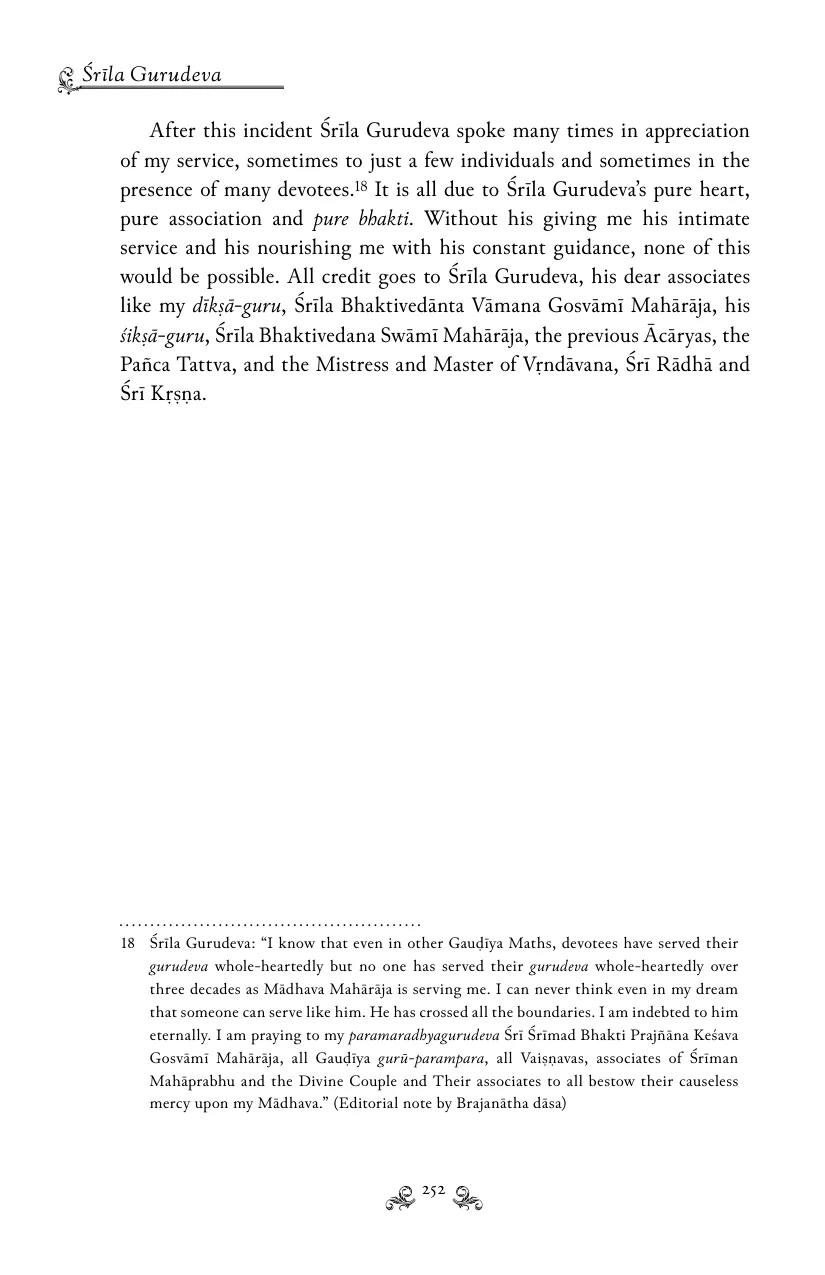 Śrīla Gurudeva
After this incident Śrīla Gurudeva spoke many times in appreciation
of my service, sometimes to just a few individuals and sometimes in the
presence of many devotees.18 It is all due to Śrīla Gurudeva’s pure heart,
pure association and pure bhakti. Without his giving me his intimate
service and his nourishing me with his constant guidance, none of this
would be possible. All credit goes to Śrīla Gurudeva, his dear associates
like my dīkṣā-guru, Śrīla Bhaktivedānta Vāmana Gosvāmī Mahārāja, his
śikṣā-guru, Śrīla Bhaktivedana Swāmī Mahārāja, the previous Ācāryas, the
Pañca Tattva, and the Mistress and Master of Vṛndāvana, Śrī Rādhā and
Śrī Kṛṣṇa.
18 Śrīla Gurudeva: “I know that even in other Gauḍīya Maths, devotees have served their
gurudeva whole-heartedly but no one has served their gurudeva whole-heartedly over
three decades as Mādhava Mahārāja is serving me. I can never think even in my dream
that someone can serve like him. He has crossed all the boundaries. I am indebted to him
eternally. I am praying to my paramaradhyagurudeva Śrī Śrīmad Bhakti Prajñāna Keśava
Gosvāmī Mahārāja, all Gauḍīya gurū-parampara, all Vaiṣṇavas, associates of Śrīman
Mahāprabhu and the Divine Couple and Their associates to all bestow their causeless
mercy upon my Mādhava.” (Editorial note by Brajanātha dāsa)
252